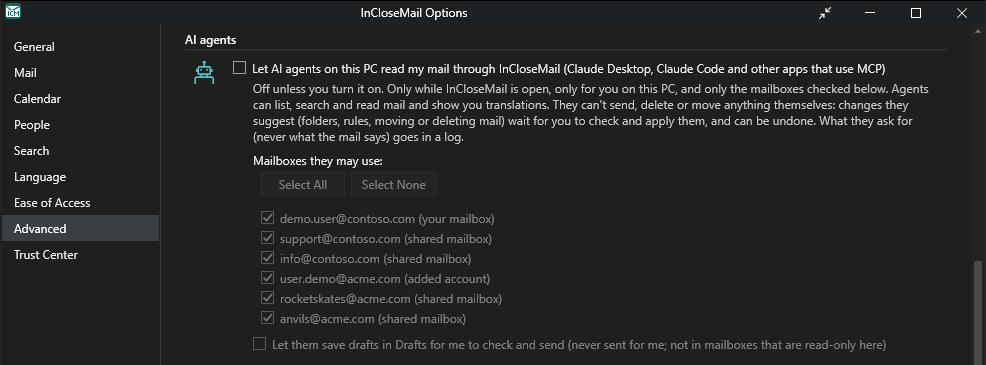 ICM
InCloseMail Options
General
Mail
Calendar
People
Search
Language
Ease of Access
Advanced
Trust Center
AI agents
Let AI agents on this PC read my mail through InCloseMail (Claude Desktop, Claude Code and other apps that use MCP)
Off unless you turn it on. Only while InCloseMail is open, only for you on this PC, and only the mailboxes checked below. Agents
can list, search and read mail and show you translations. They can't send, delete or move anything themselves: changes they
suggest (folders, rules, moving or deleting mail) wait for you to check and apply them, and can be undone. What they ask for
(never what the mail says) goes in a log.
Mailboxes they may use:
Select All
Select None
demo.user@contoso.com (your mailbox)
support@contoso.com (shared mailbox)
info@contoso.com (shared mailbox)
user.demo@acme.com (added account)
rocketskates@acme.com (shared mailbox)
anvils@acme.com (shared mailbox)
Let them save drafts in Drafts for me to check and send (never sent for me; not in mailboxes that are read-only here)